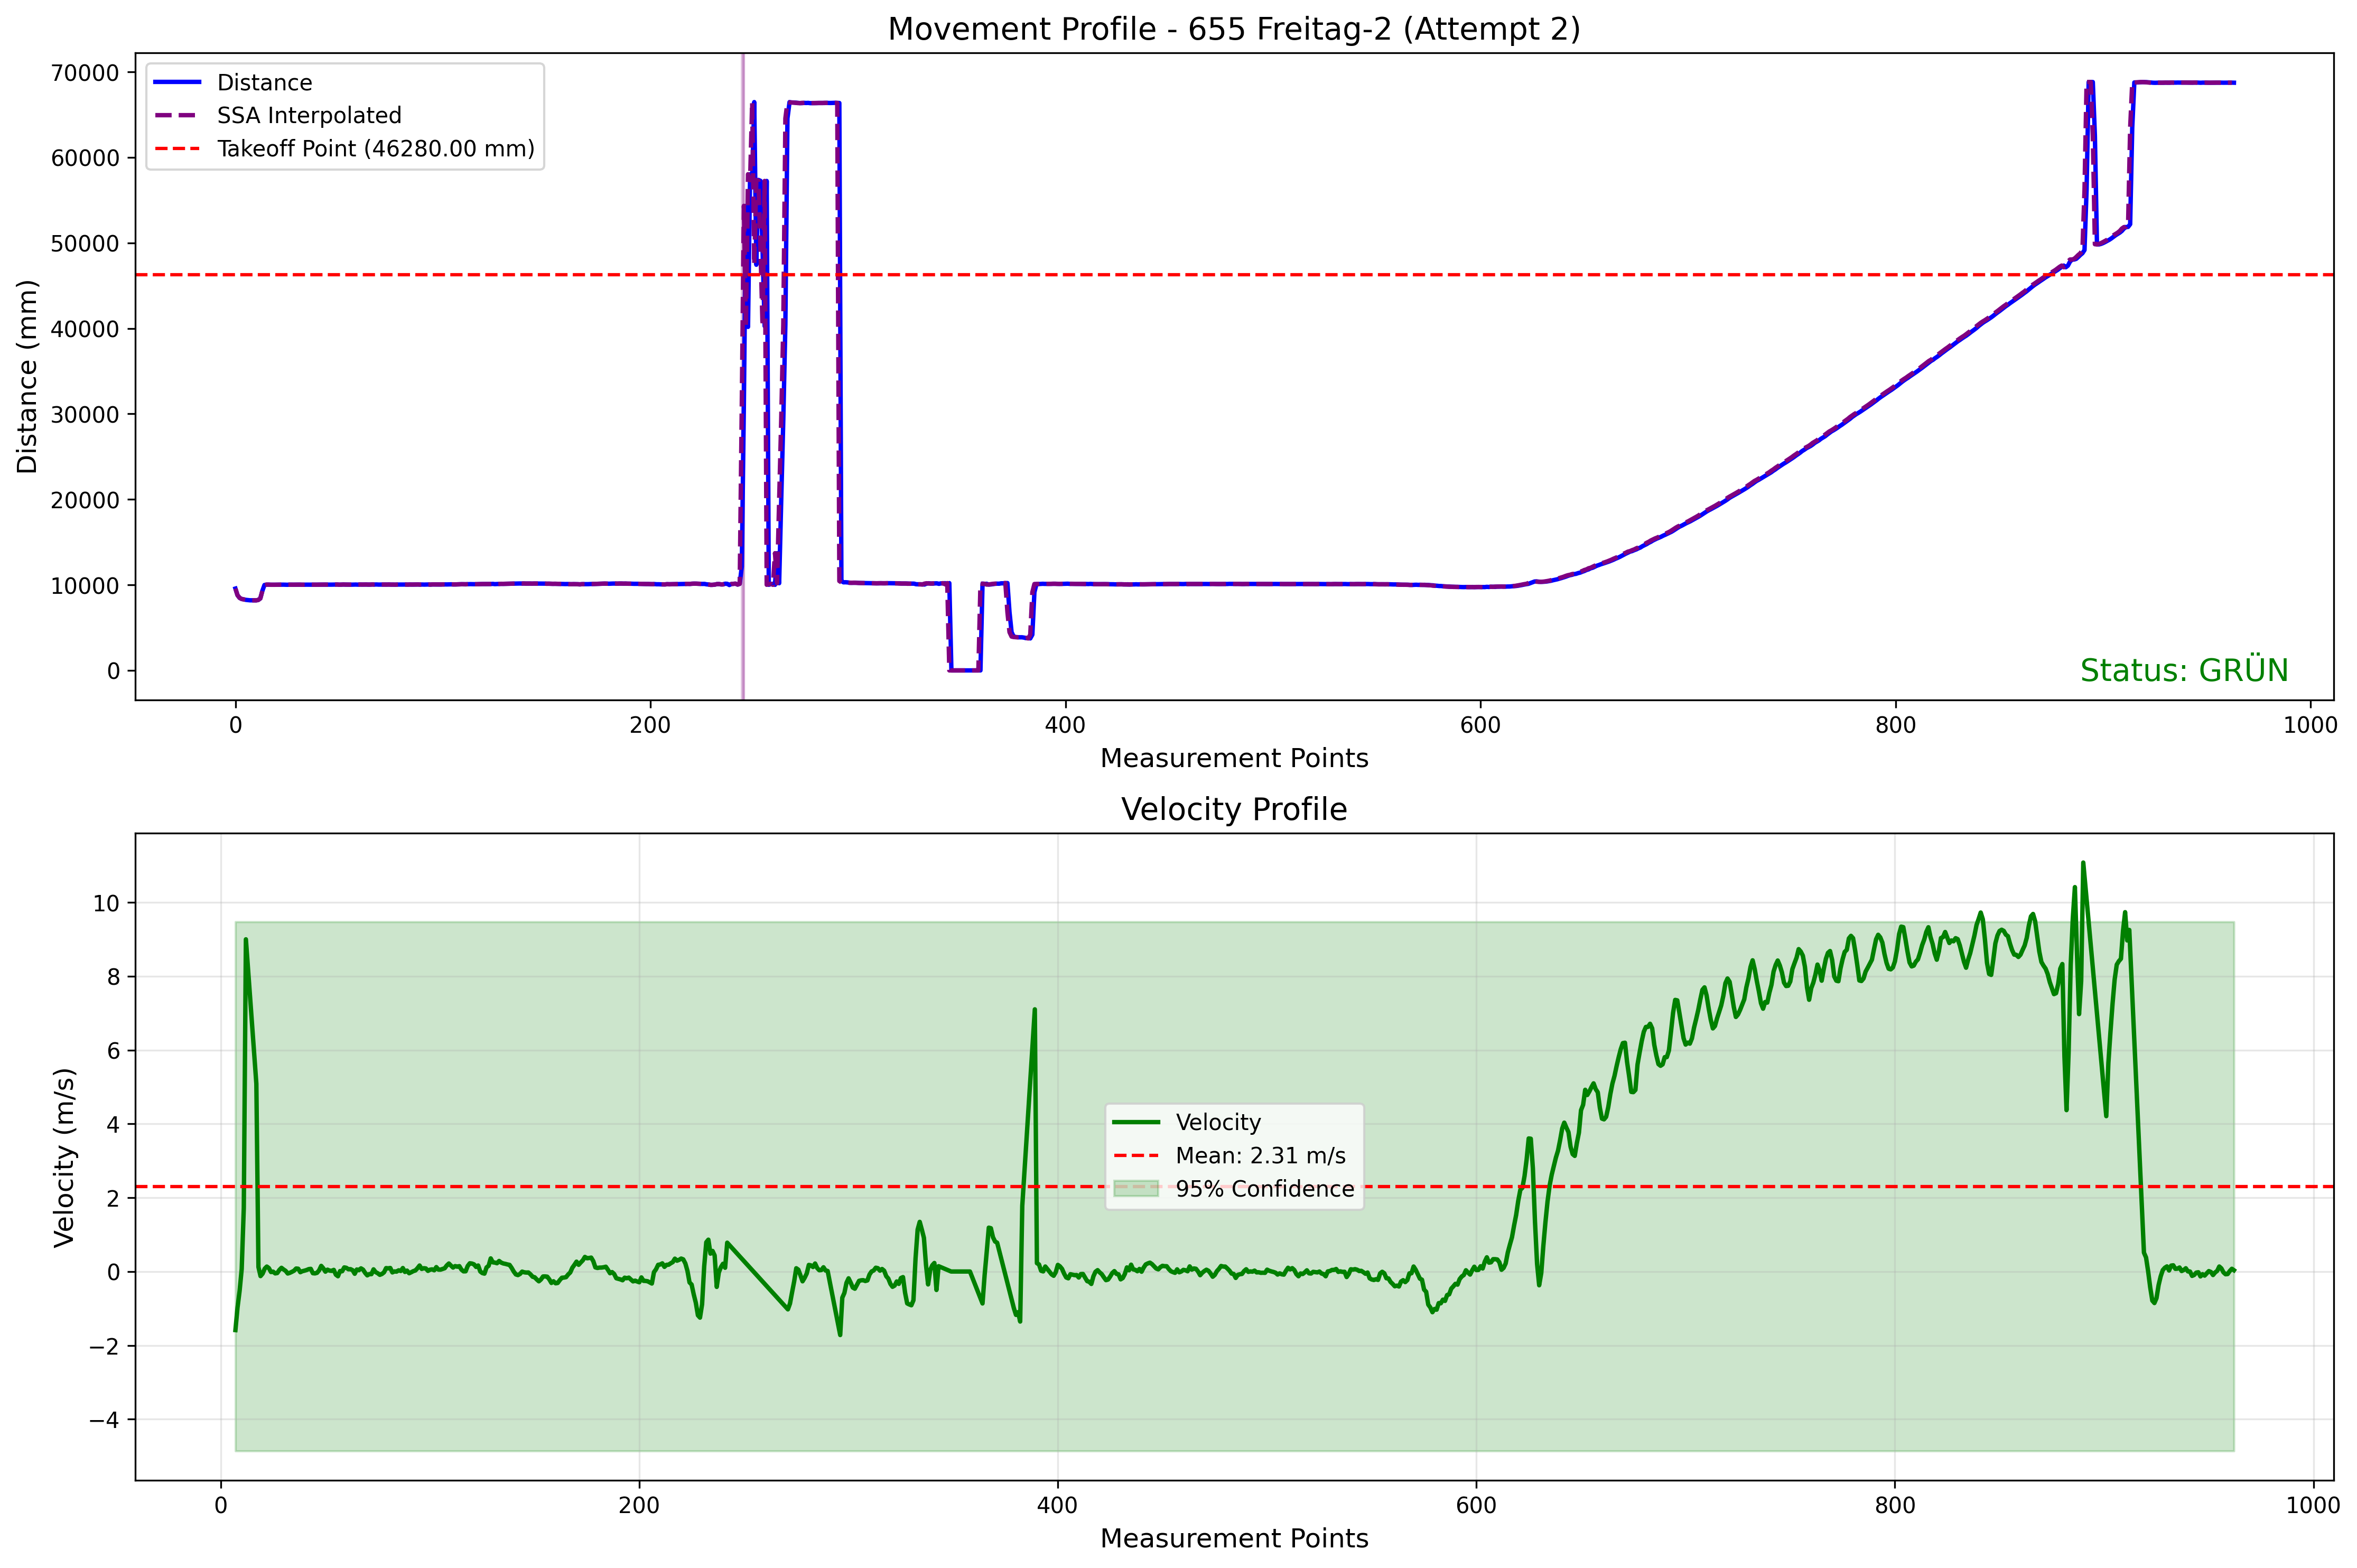 Movement Profile - 655 Freitag-2 (Attempt 2)
Distance
SSA Interpolated
Takeoff Point (46280.00 mm)
Distance (mm)
70000
60000
50000
40000
30000
20000
10000
0
Status: GRÜN
0 200 400 600 800 1000
Measurement Points
Velocity Profile
Velocity (m/s)
10
8
6
4
2
0
−2
−4
Velocity
Mean: 2.31 m/s
95% Confidence
0 200 400 600 800 1000
Measurement Points